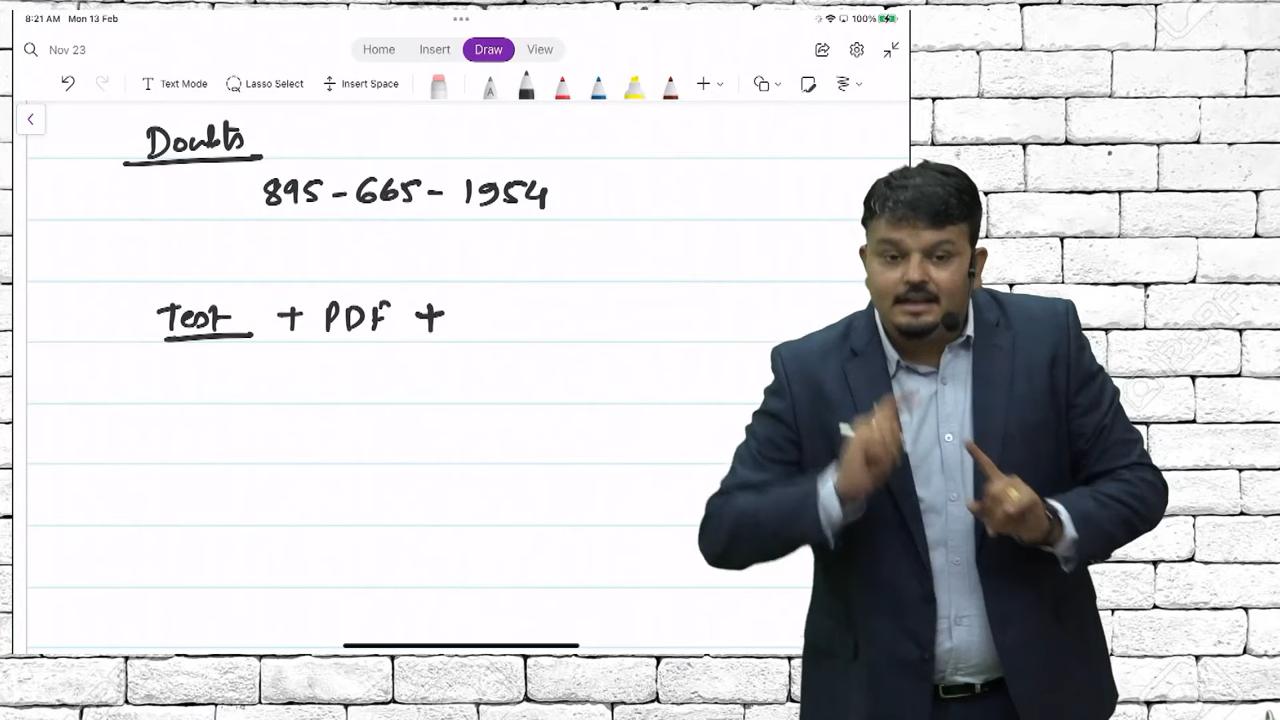 8:21 AM Mon 13 Feb
100%
Nov 23
Home Insert Draw View
Text Mode Lasso Select Insert Space
Doubts
895-665-1954
Test + PDF +